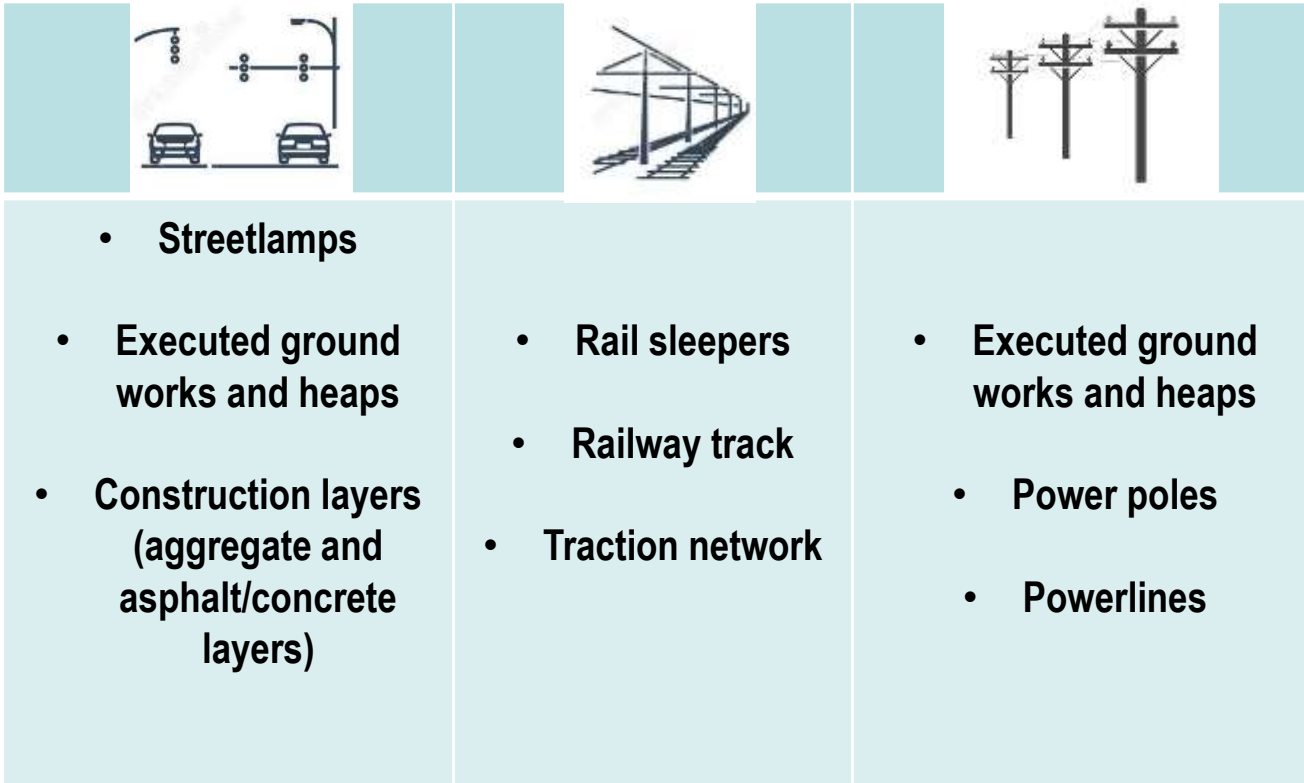 • Streetlamps
• Executed ground
works and heaps
• Construction layers
(aggregate and
asphalt/concrete
layers)
• Rail sleepers
• Railway track
• Traction network
• Executed ground
works and heaps
• Power poles
• Powerlines